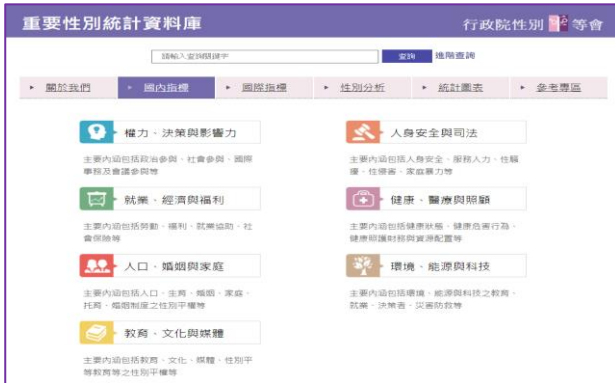 重要性別統計資料庫
行政院性別平等會
請輸入查詢關鍵字
查詢
進階查詢
關於我們
國內指標
國際指標
性別分析
統計圖表
參考專區
權力、決策與影響力
主要內涵包括政治參與、社會參與、國際
事務及會議參與等
人身安全與司法
主要內涵包括人身安全、服務人力、性騷
擾、性侵害、家庭暴力等
就業、經濟與福利
主要內涵包括勞動、福利、就業協助、社
會保險等
健康、醫療與照顧
主要內涵包括健康狀態、健康危害行為、
健康照護財務與資源配置等
人口、婚姻與家庭
主要內涵包括人口、生育、婚姻、家庭、
托育、婚姻制度之性別平權等
環境、能源與科技
主要內涵包括環境、能源與科技之教育、
就業、決策者、災害防救等
教育、文化與媒體
主要內涵包括教育、文化、媒體、性別平
等教育等之性別平權等